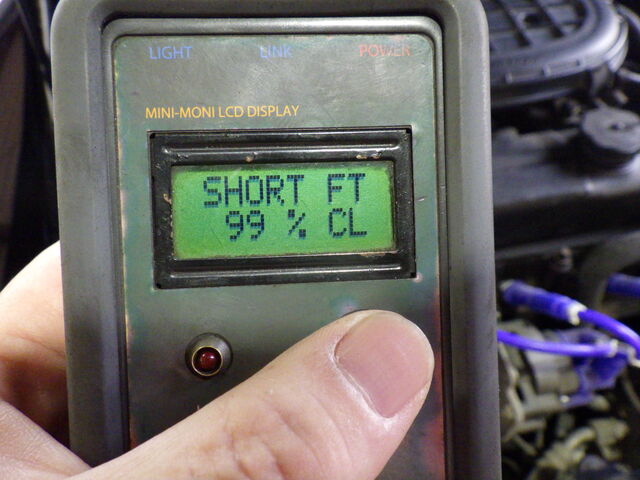 LIGHT LINK POWER
MINI-MONI LCD DISPLAY
SHORT FT
99 % CL